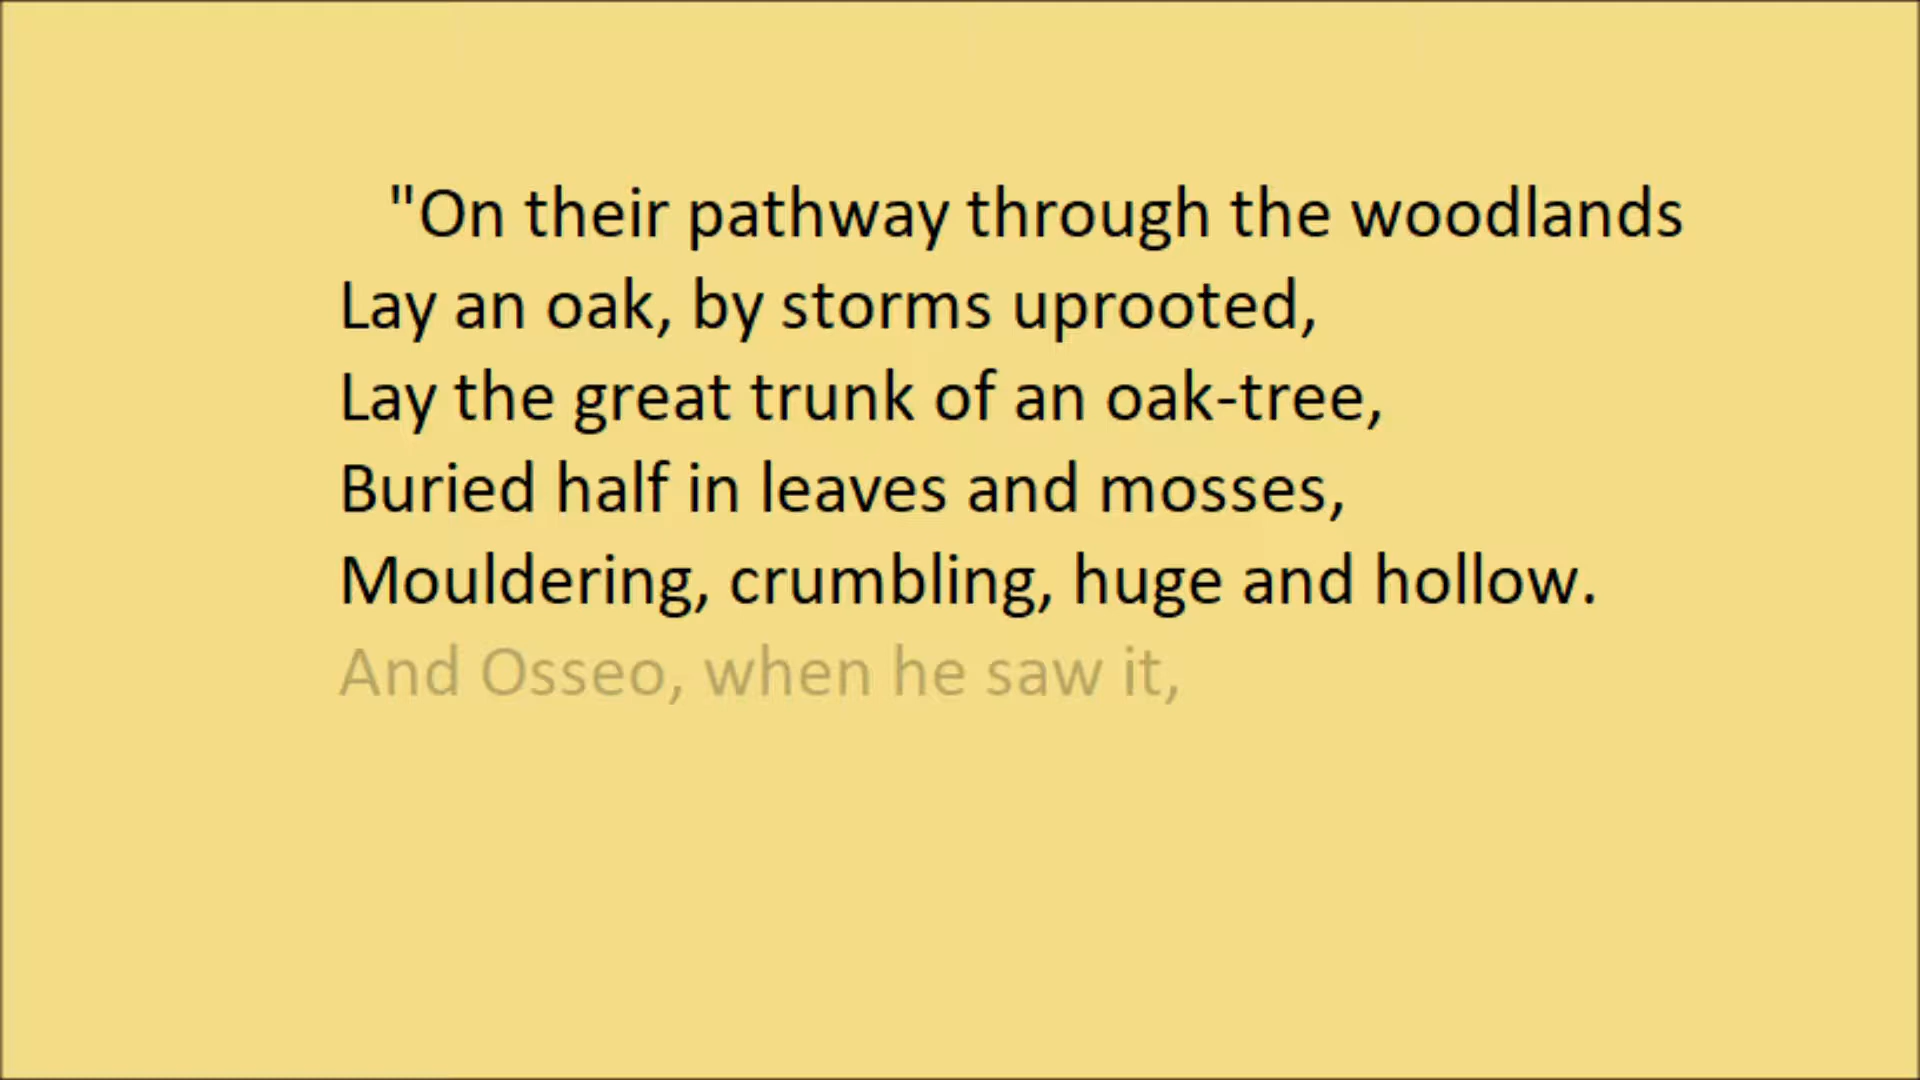 "On their pathway through the woodlands
Lay an oak, by storms uprooted,
Lay the great trunk of an oak-tree,
Buried half in leaves and mosses,
Mouldering, crumbling, huge and hollow.
And Osseo, when he saw it,